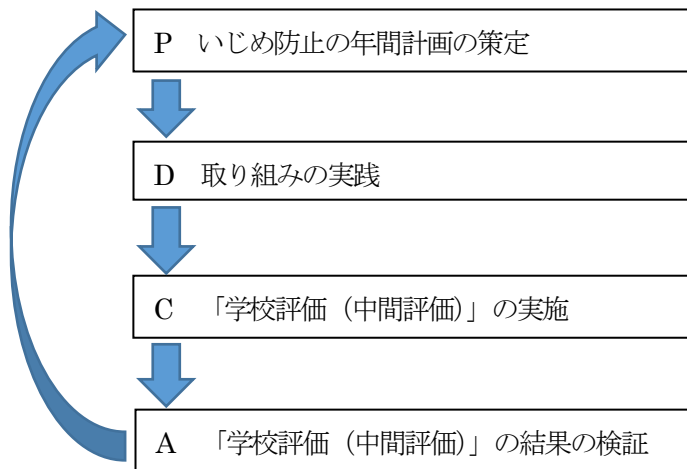 P　いじめ防止の年間計画の策定
D　取り組みの実践
C　「学校評価（中間評価）」の実施
A　「学校評価（中間評価）」の結果の検証